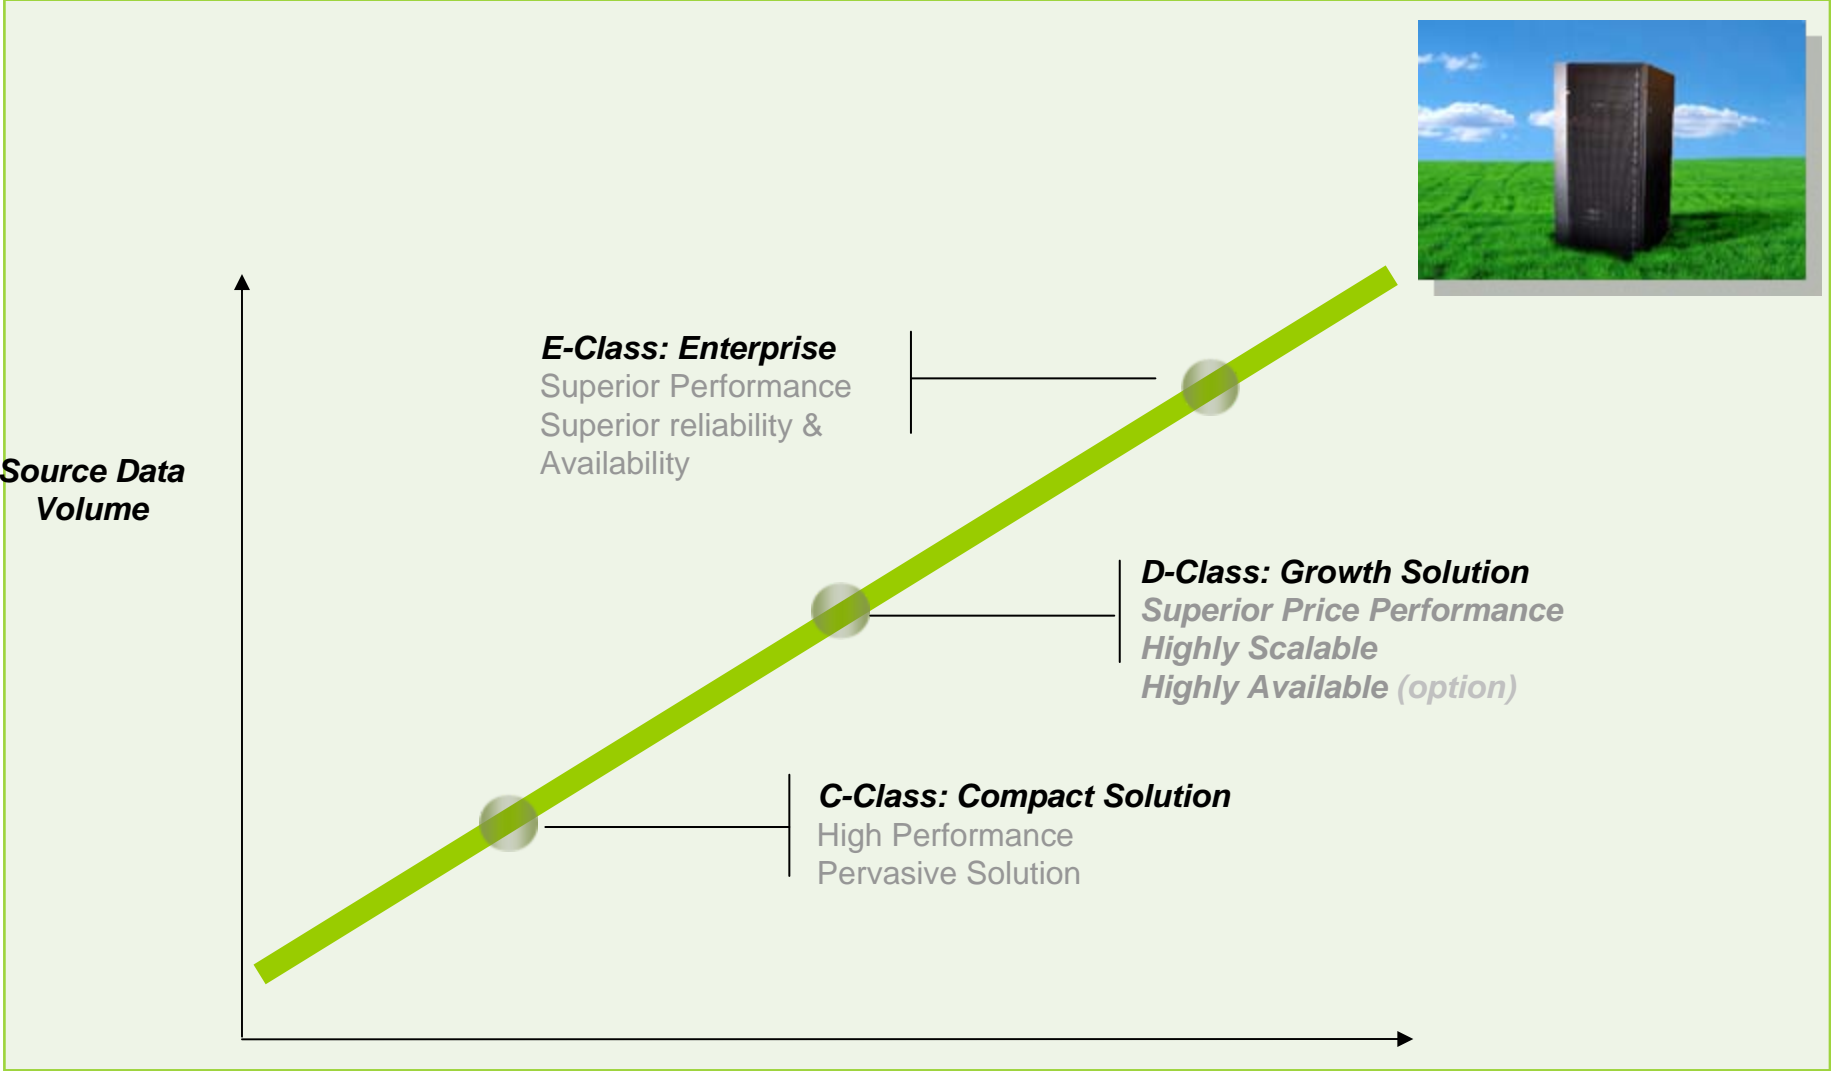 E-Class: Enterprise
Superior Performance
Superior reliability &
Availability
Source Data
Volume
D-Class: Growth Solution
Superior Price Performance
Highly Scalable
Highly Available (option)
C-Class: Compact Solution
High Performance
Pervasive Solution